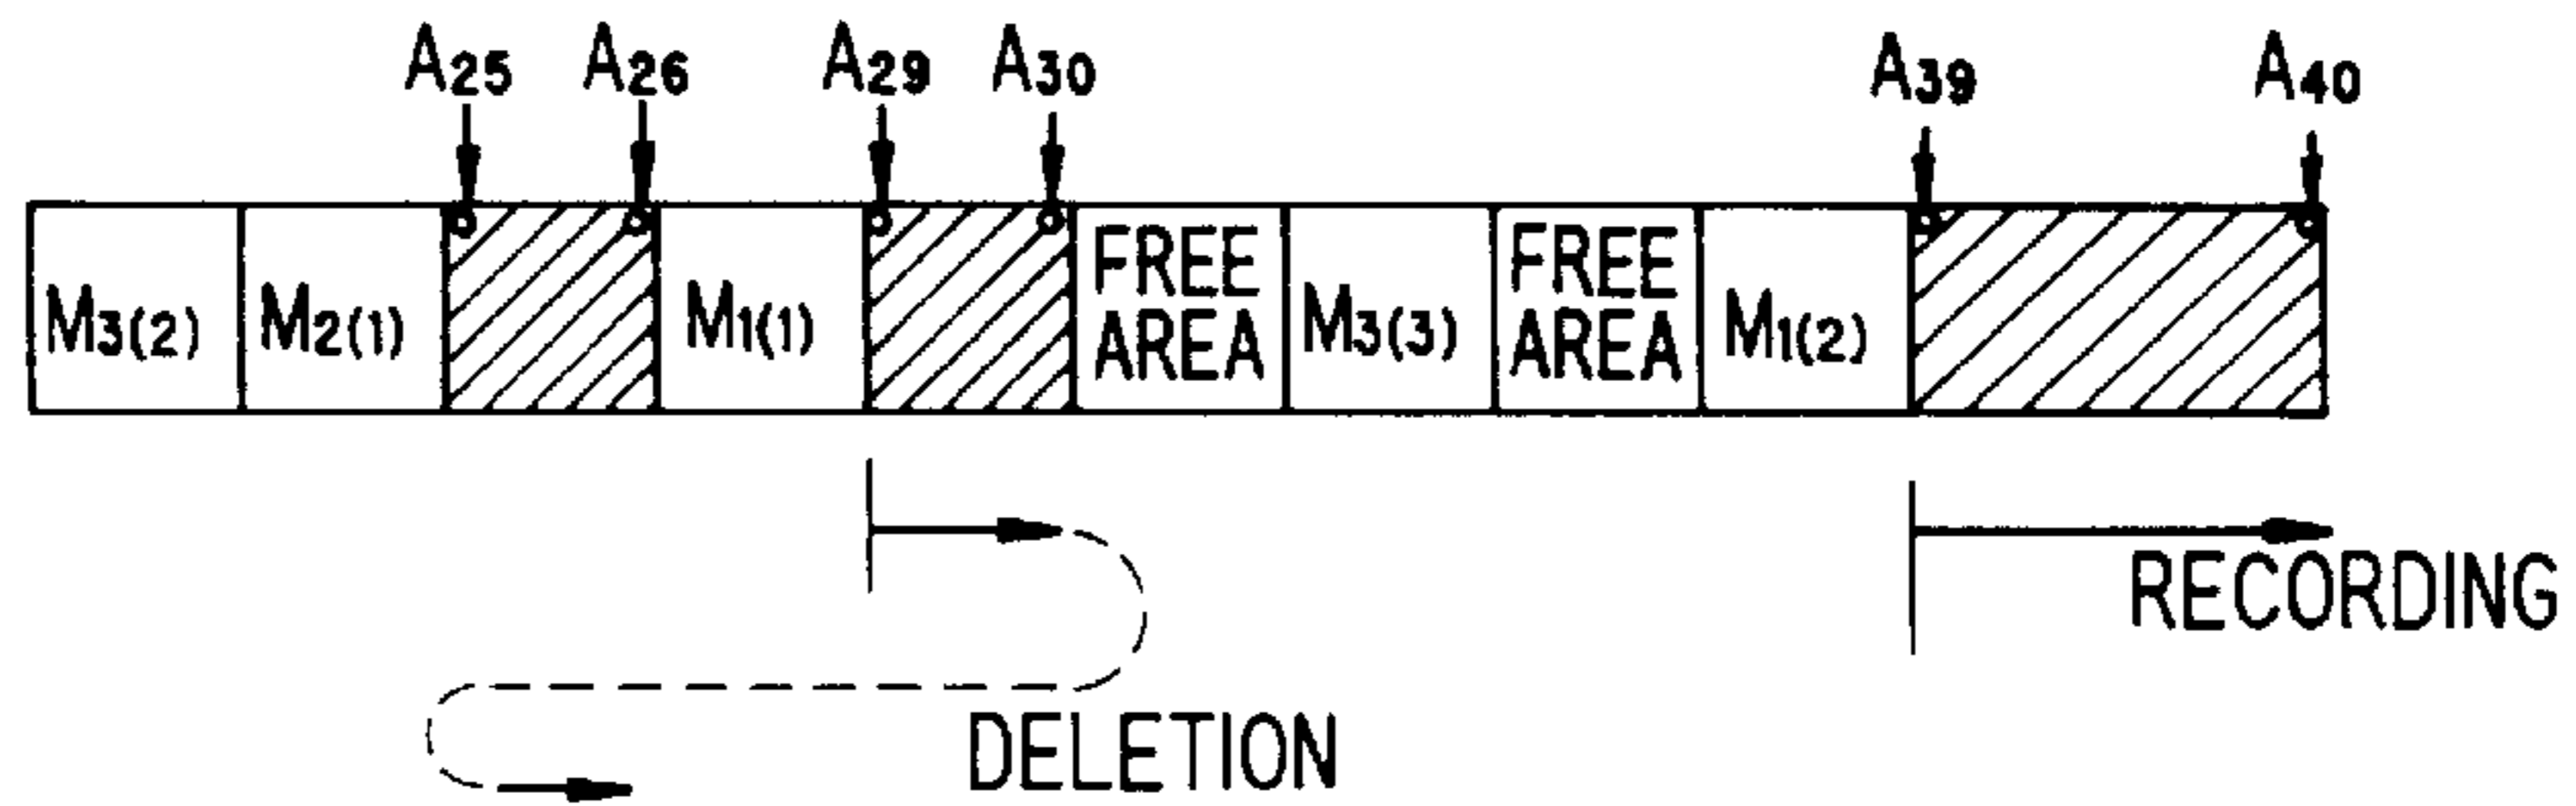 A25 A26 A29 A30 A39 A40
M3(2) M2(1) M1(1) FREE AREA M3(3) FREE AREA M1(2)
RECORDING
DELETION